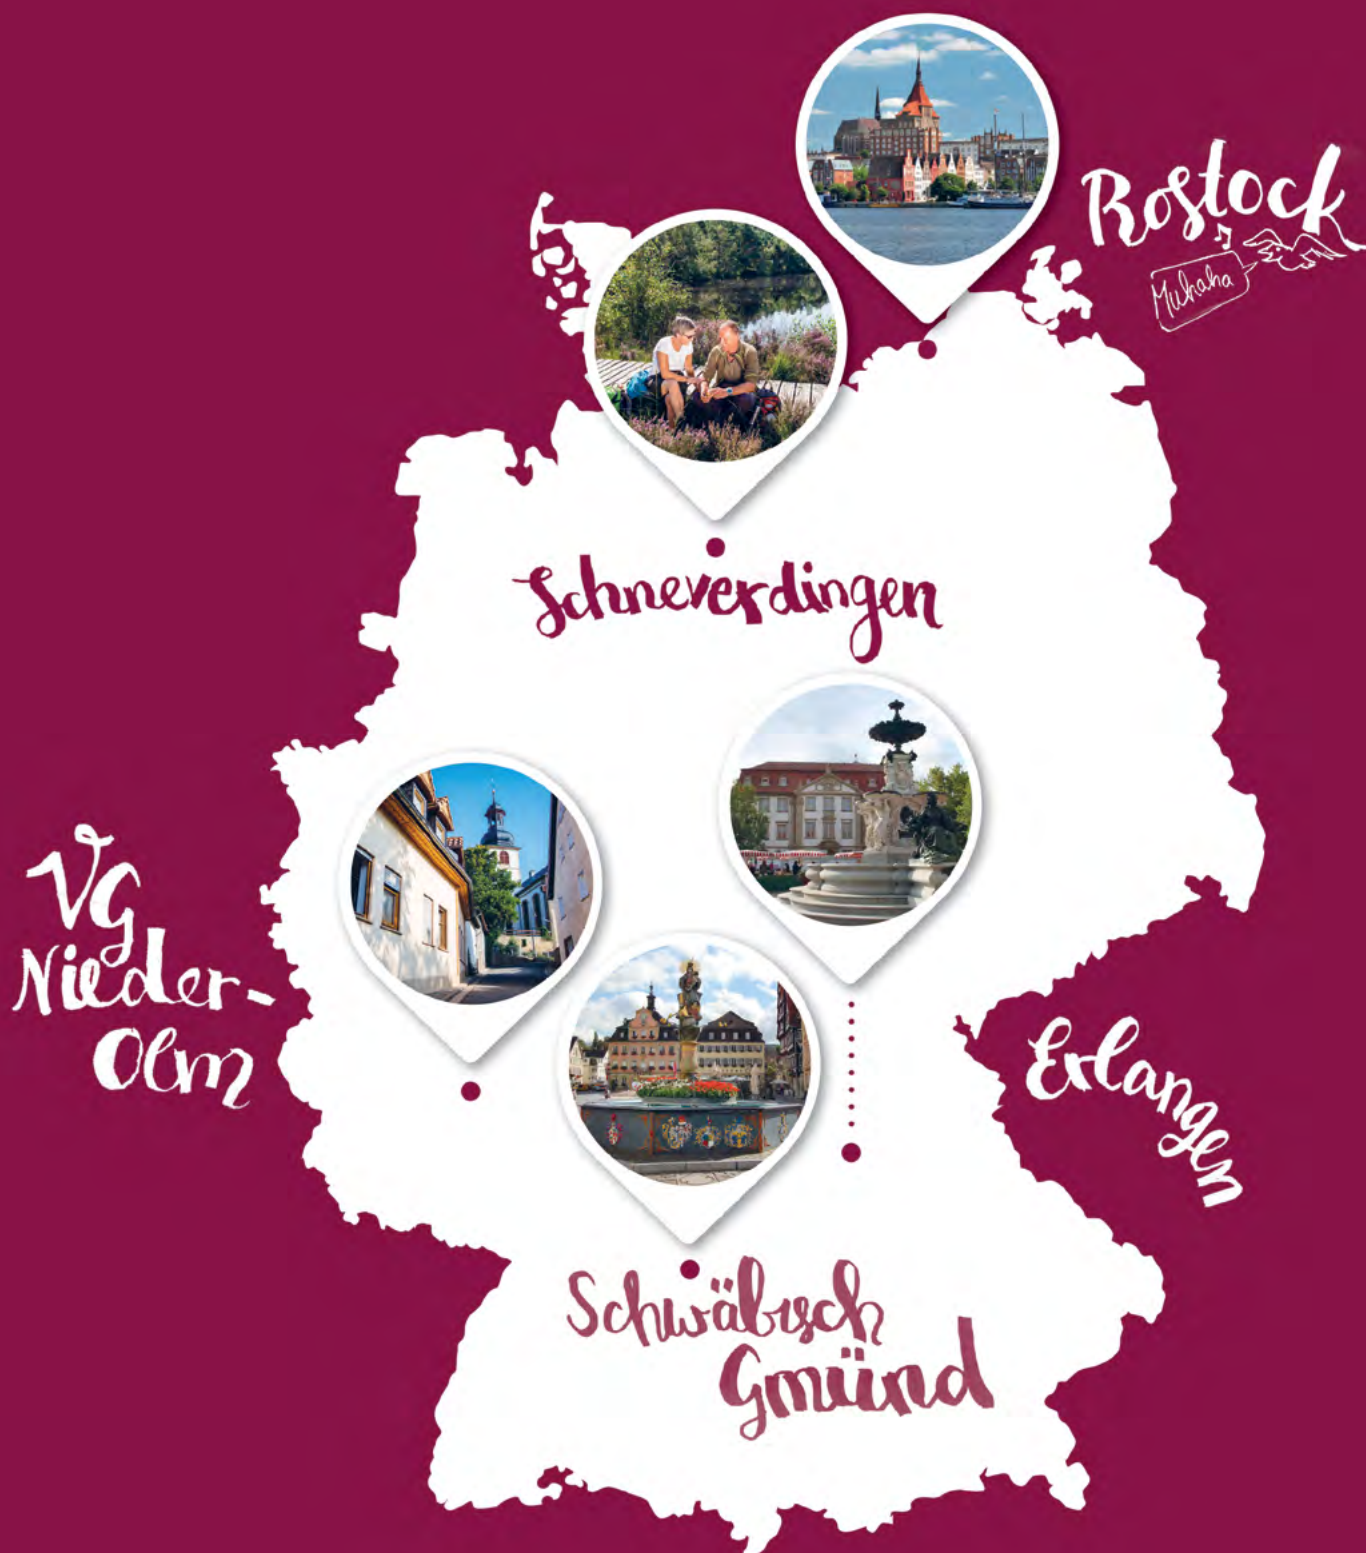 Rostock
Muhaha
Schneverdingen
VG
Nieder-
Olm
Erlangen
Schwäbisch
Gmünd